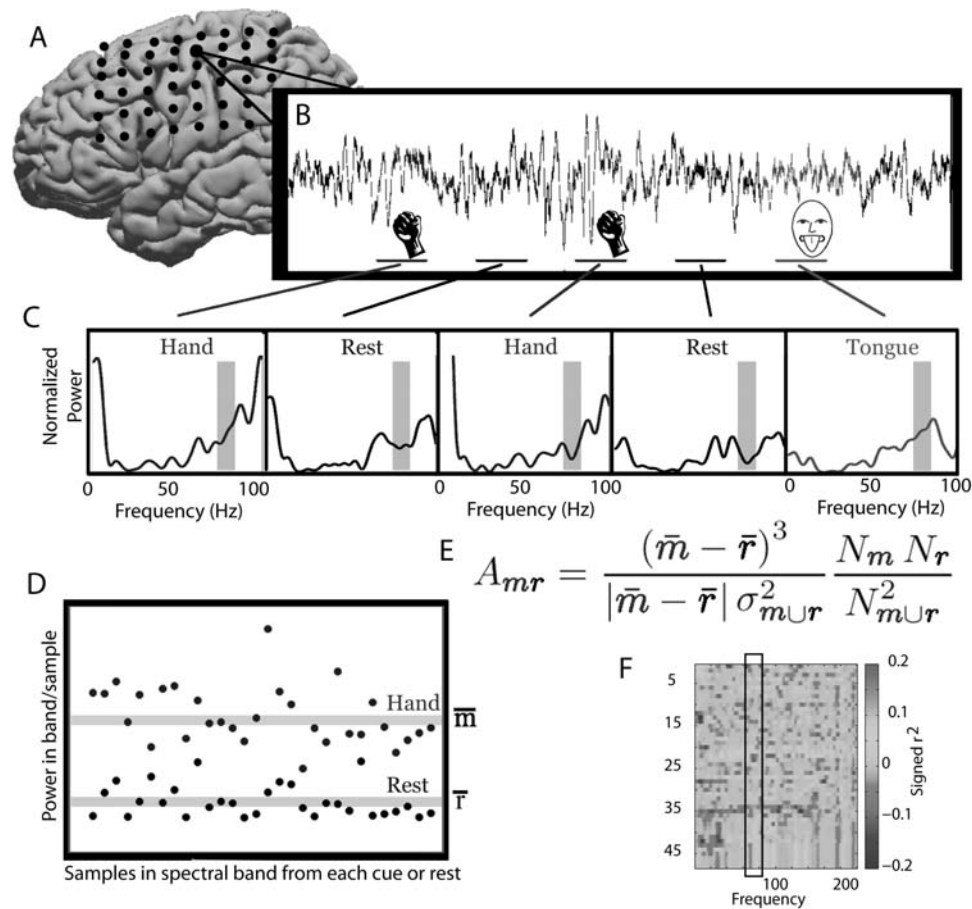 A
B
C
Normalized
Power
Hand
Rest
Hand
Rest
Tongue
0 50 100
0 50 100
0 50 100
Frequency (Hz)
Frequency (Hz)
Frequency (Hz)
D
Power in band/sample
Hand
m̅
Rest
r̅
Samples in spectral band from each cue or rest
E
A_mr = (m̄ − r̄)³ / (|m̄ − r̄| σ²_m∪r) · N_m N_r / N²_m∪r
F
5
15
25
35
45
100 200
Frequency
0.2
0.1
0
−0.1
−0.2
Signed r²